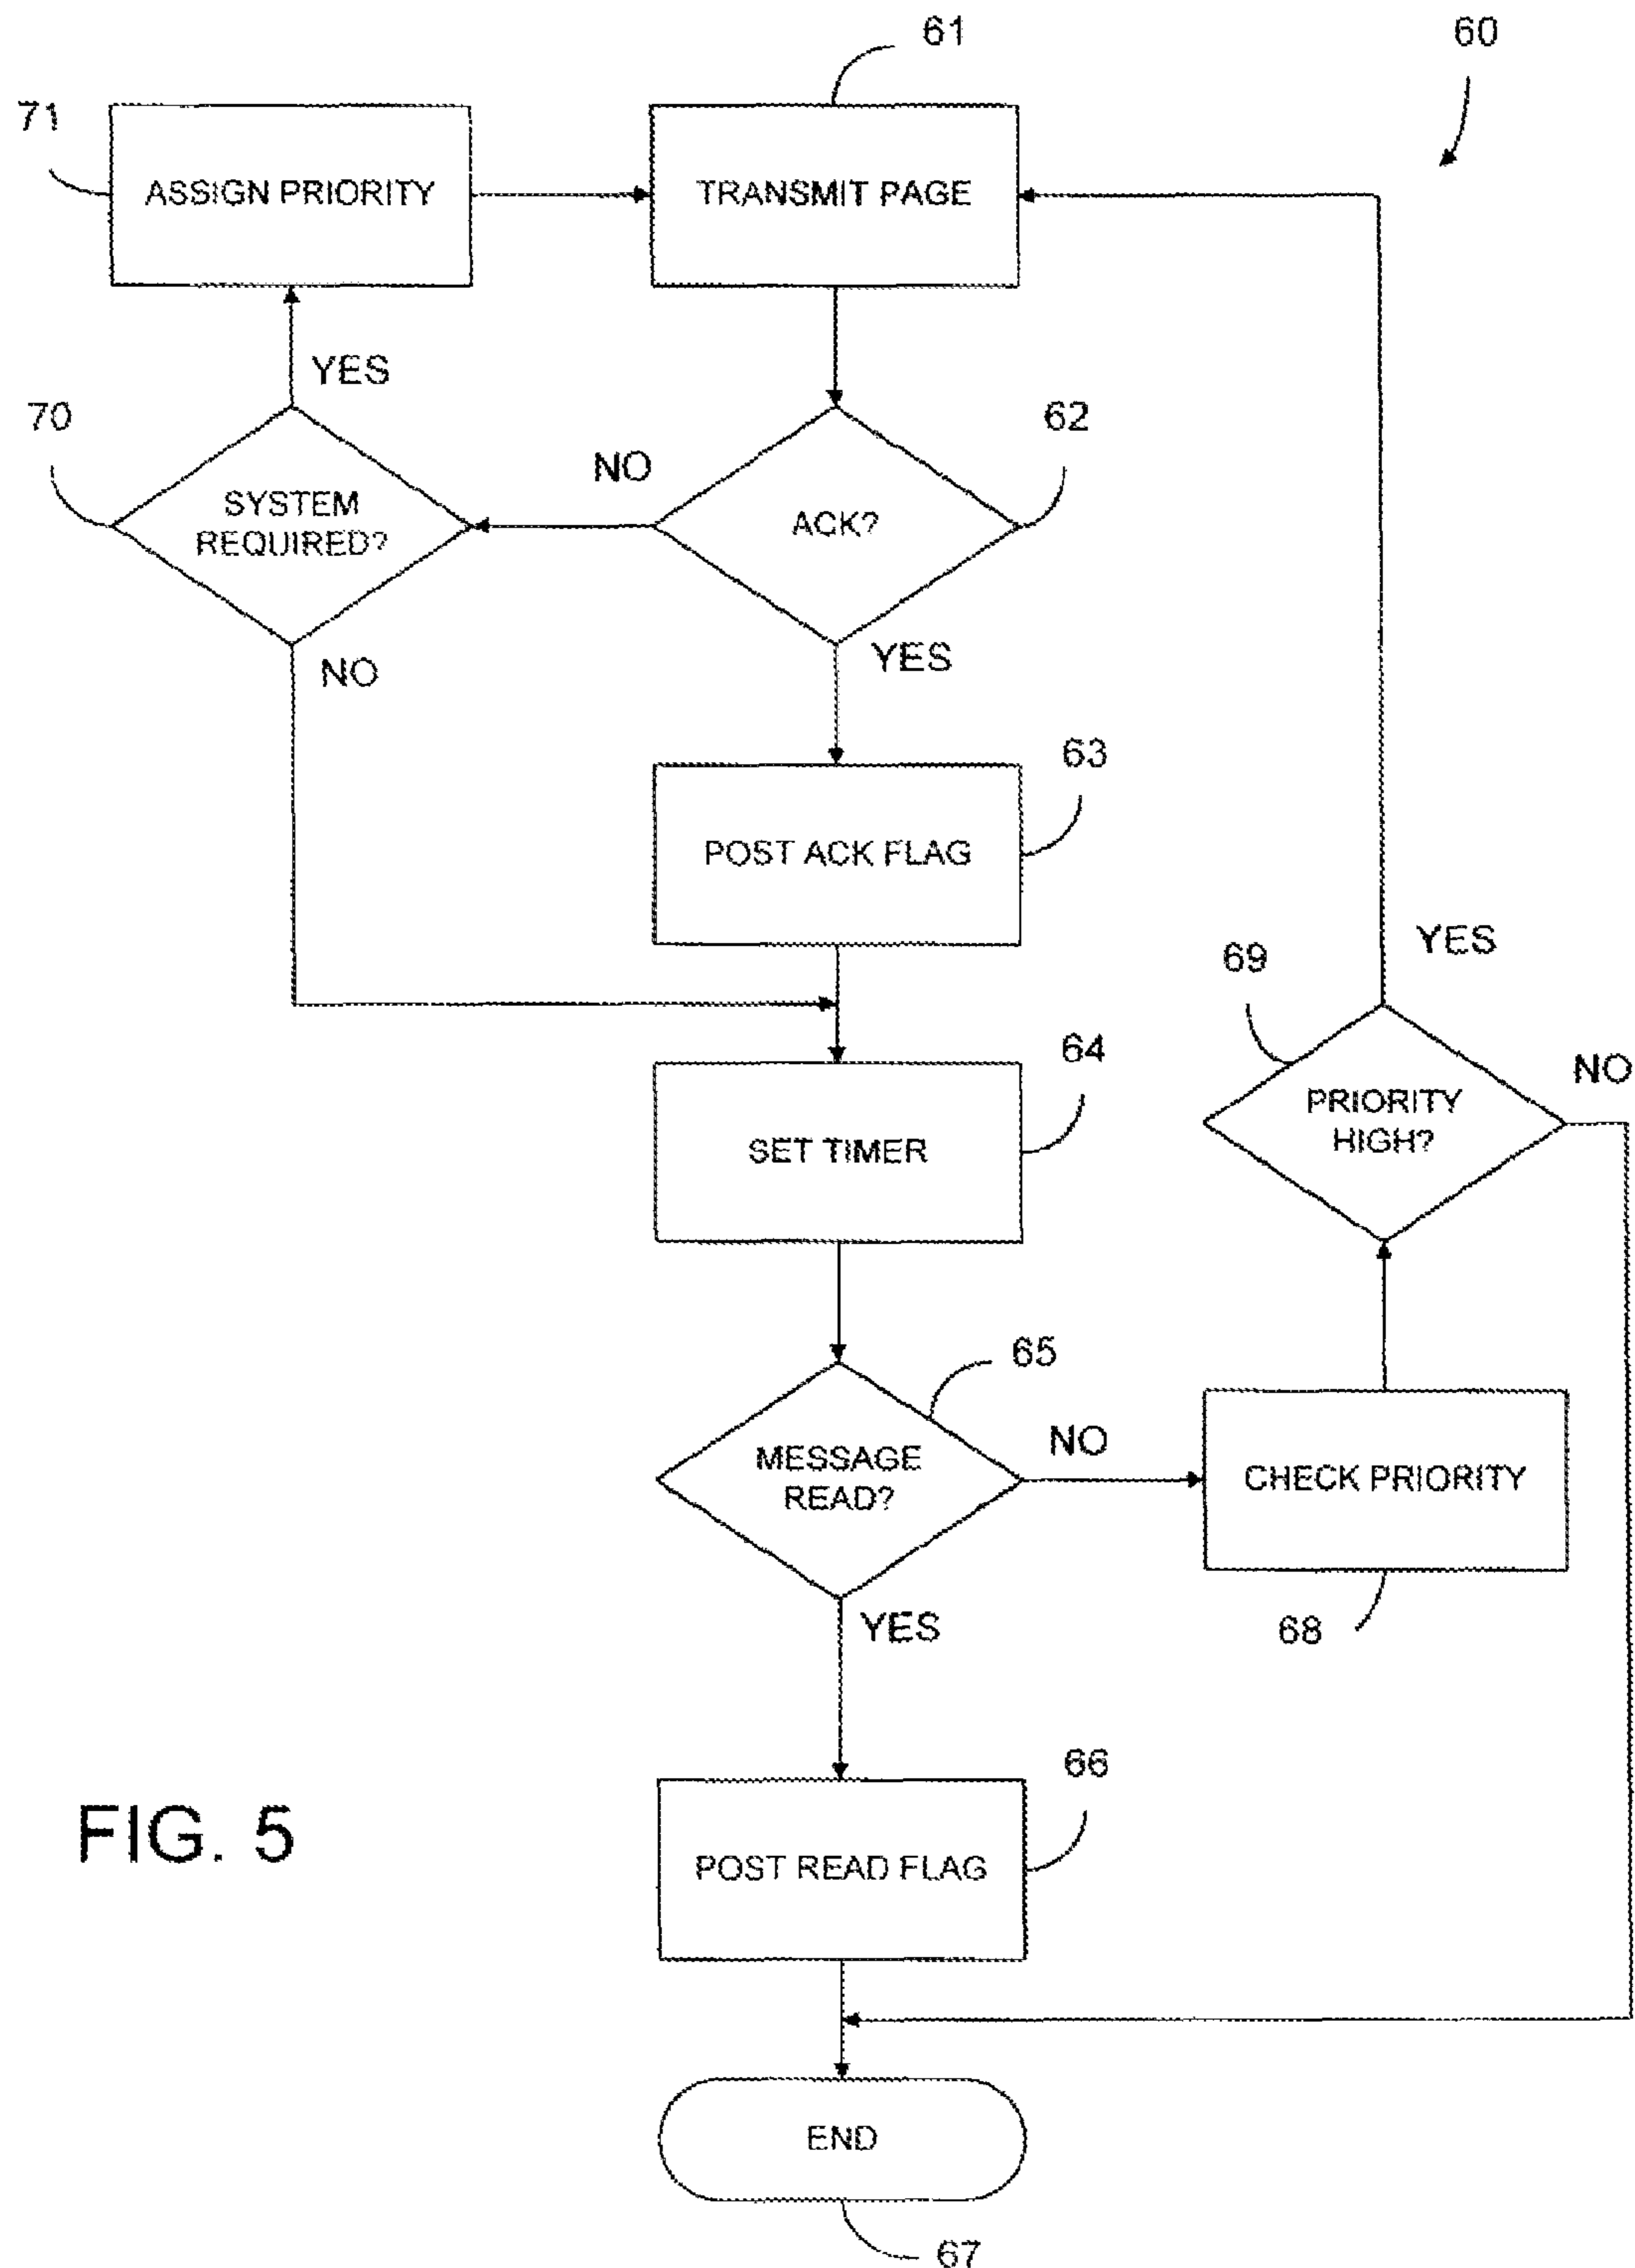 61
60
71
ASSIGN PRIORITY
TRANSMIT PAGE
YES
70
62
NO
SYSTEM
REQUIRED?
ACK?
YES
NO
63
POST ACK FLAG
YES
69
64
NO
PRIORITY
HIGH?
SET TIMER
65
NO
MESSAGE
READ?
CHECK PRIORITY
YES
68
66
FIG. 5
POST READ FLAG
END
67